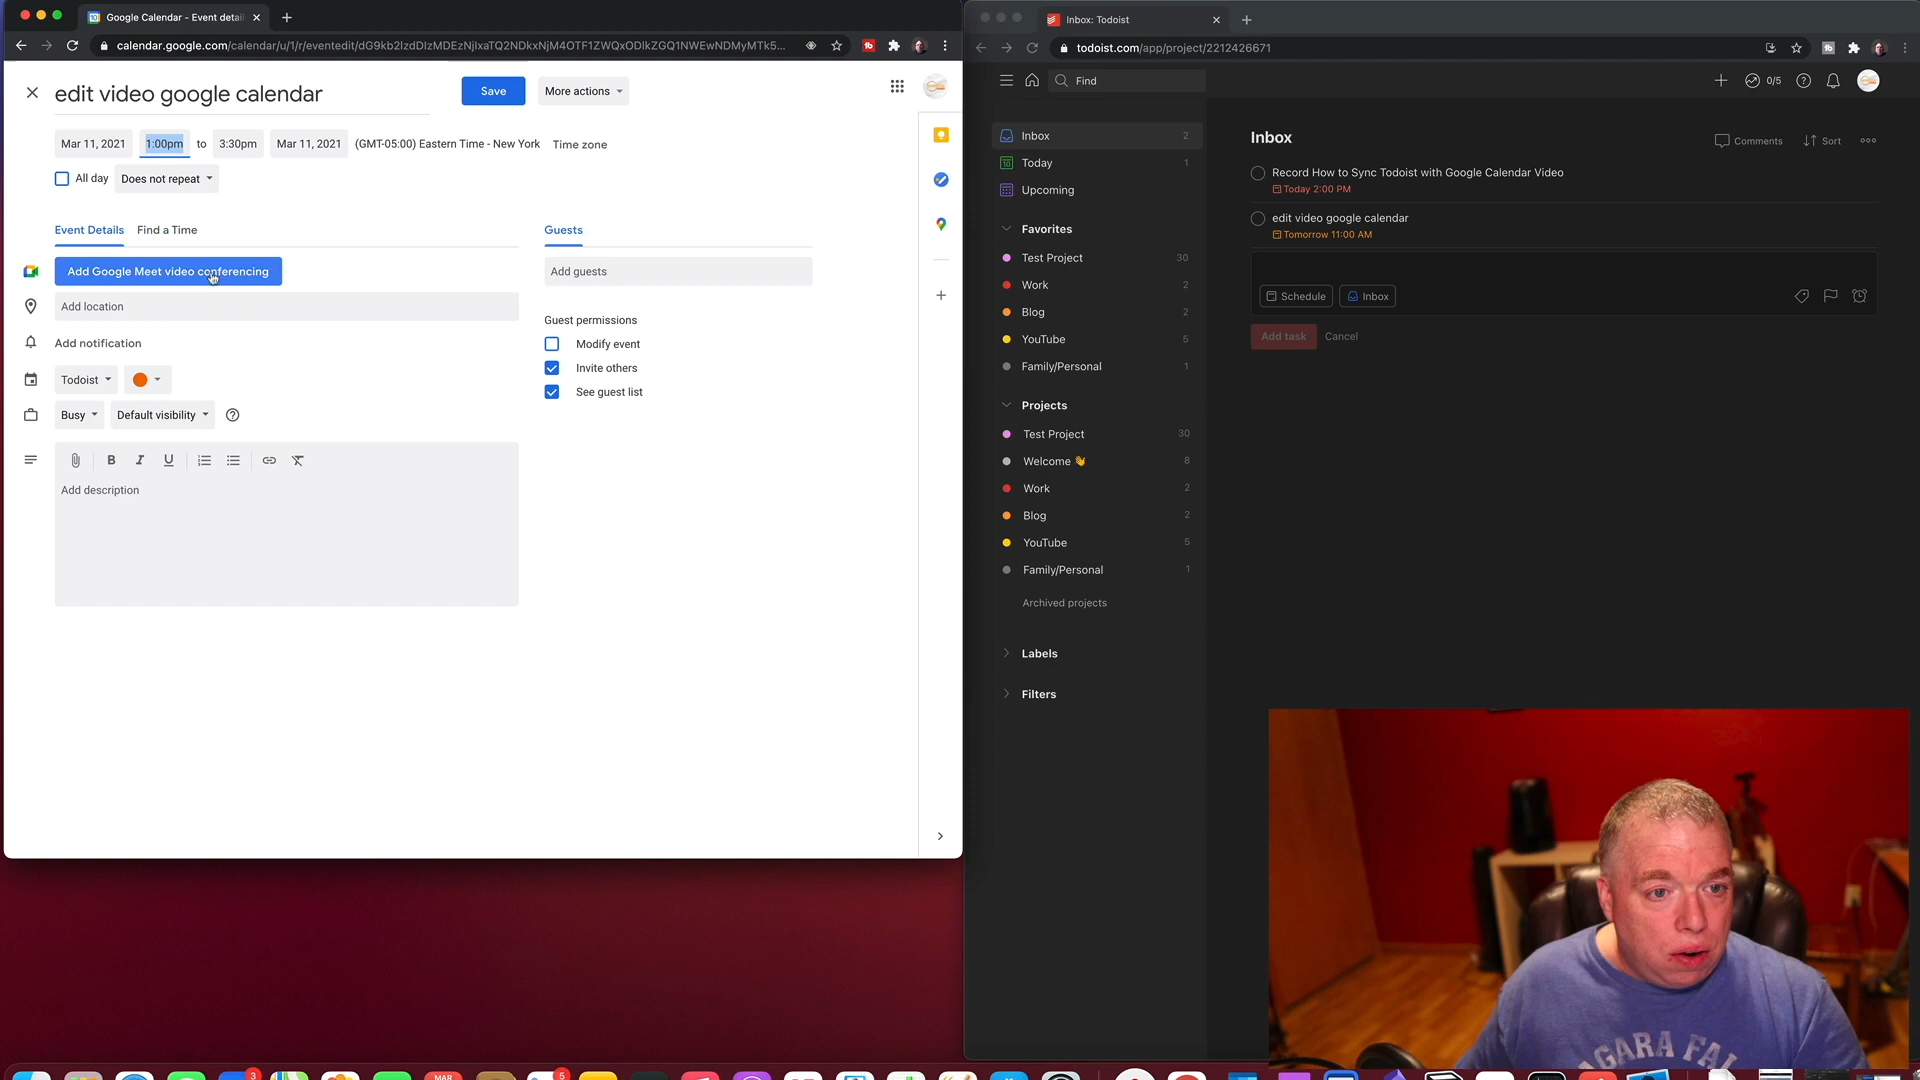 Google Calendar - Event detail
calendar.google.com/calendar/u/1/r/eventedit/dG9kb2lzdDIzMDEzNjIxaTQ2NDkxNjM4OTF1ZWQxODlkZGQ1NWEwNDMyMTk5...
edit video google calendar
Save
More actions
Mar 11, 2021
1:00pm
to
3:30pm
Mar 11, 2021
(GMT-05:00) Eastern Time - New York
Time zone
All day
Does not repeat
Event Details
Find a Time
Guests
Add Google Meet video conferencing
Add guests
Add location
Guest permissions
Add notification
Modify event
Invite others
Todoist
See guest list
Busy
Default visibility
B I U
Add description
Inbox: Todoist
todoist.com/app/project/2212426671
Find
0/5
Inbox 2
Today 1
Upcoming
Favorites
Test Project 30
Work 2
Blog 2
YouTube 5
Family/Personal 1
Projects
Test Project 30
Welcome 👋 8
Work 2
Blog 2
YouTube 5
Family/Personal 1
Archived projects
Labels
Filters
Inbox
Comments
Sort
Record How to Sync Todoist with Google Calendar Video
Today 2:00 PM
edit video google calendar
Tomorrow 11:00 AM
Schedule
Inbox
Add task
Cancel
3
MAR
5